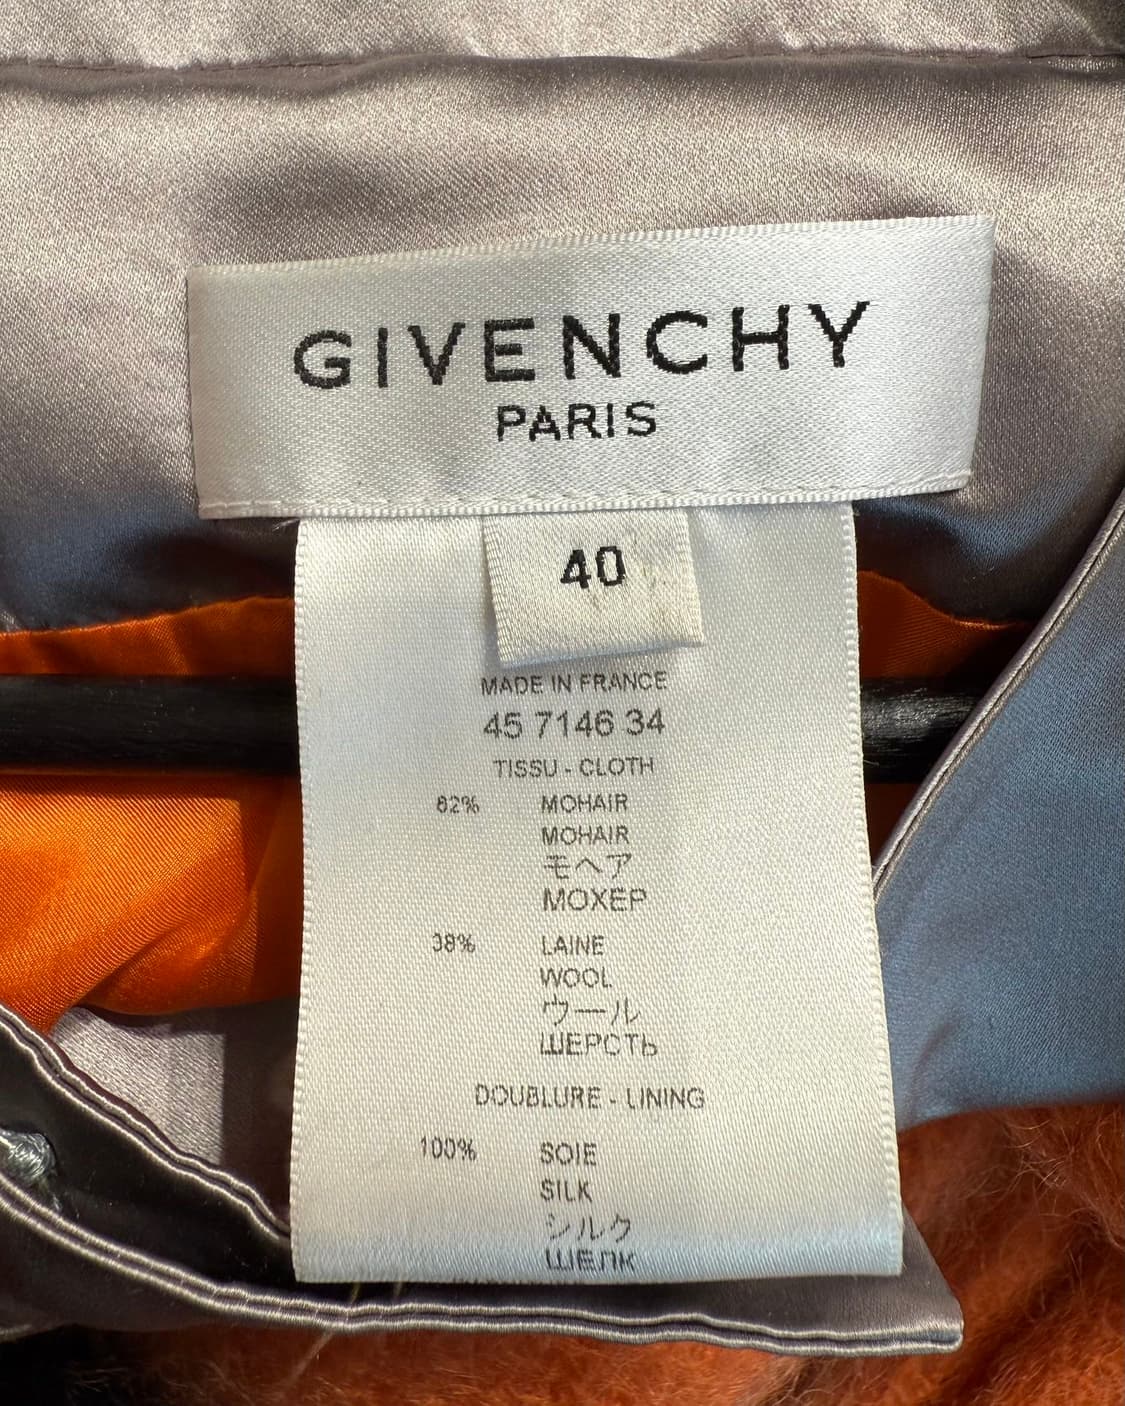 GIVENCHY
PARIS
40
MADE IN FRANCE
45 7146 34
TISSU - CLOTH
62% MOHAIR
MOHAIR
モヘア
МОХЕР
38% LAINE
WOOL
ウール
ШЕРСТЬ
DOUBLURE - LINING
100% SOIE
SILK
シルク
ШЕЛК